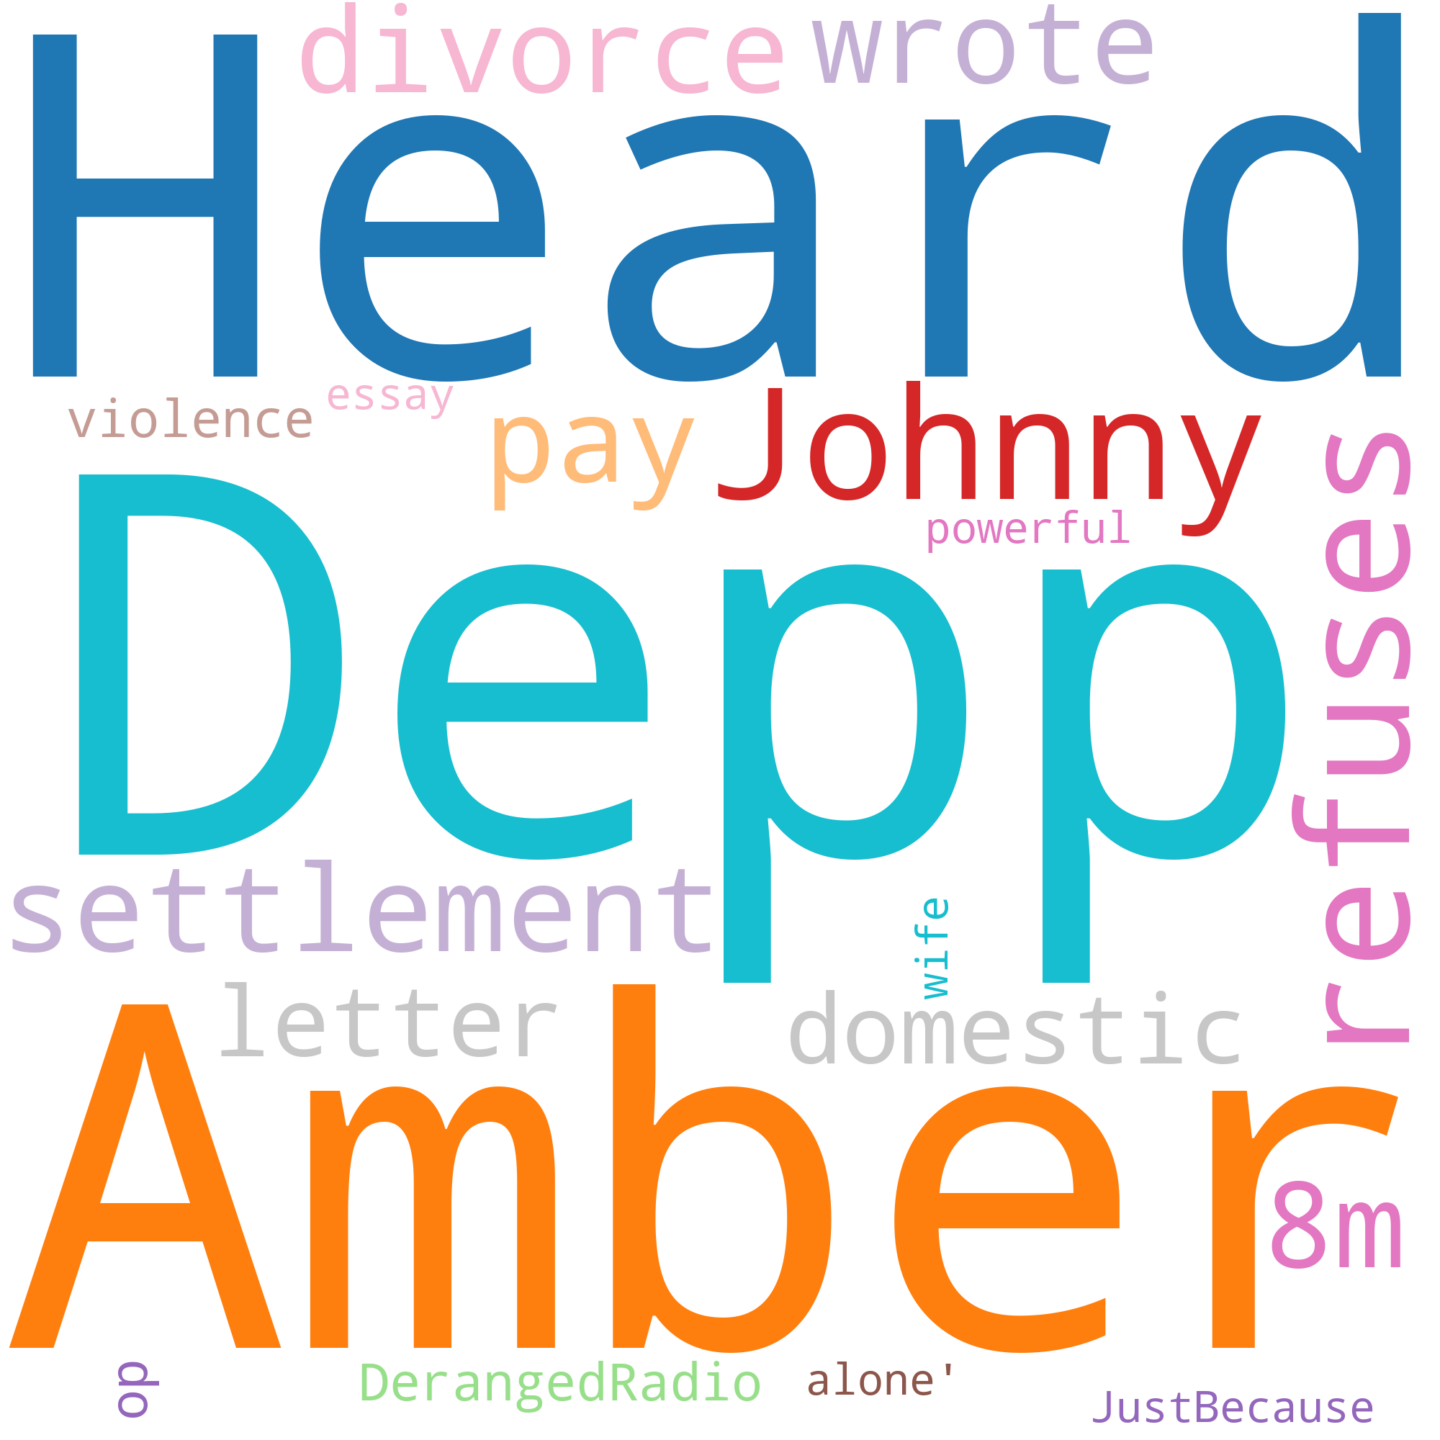 divorce wrote
Heard
violence essay pay Johnny
powerful
refuses
Depp
settlement
wife
letter domestic
Amber
8m
op DerangedRadio alone'
JustBecause